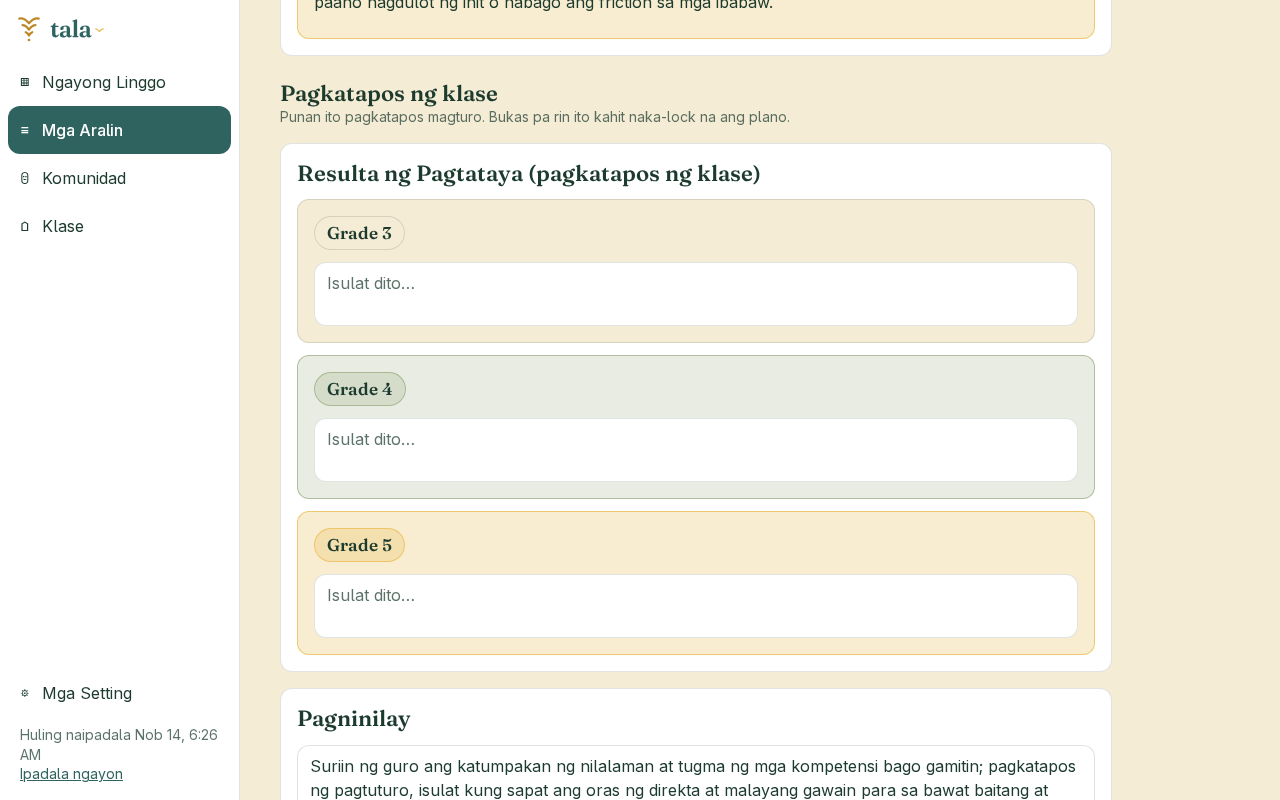 tala
Ngayong Linggo
Mga Aralin
Komunidad
Klase
Mga Setting
Huling naipadala Nob 14, 6:26
AM
Ipadala ngayon
paano nagdulot ng init o nabago ang friction sa mga ibabaw.
Pagkatapos ng klase
Punan ito pagkatapos magturo. Bukas pa rin ito kahit naka-lock na ang plano.
Resulta ng Pagtataya (pagkatapos ng klase)
Grade 3
Isulat dito…
Grade 4
Isulat dito…
Grade 5
Isulat dito…
Pagninilay
Suriin ng guro ang katumpakan ng nilalaman at tugma ng mga kompetensi bago gamitin; pagkatapos
ng pagtuturo, isulat kung sapat ang oras ng direkta at malayang gawain para sa bawat baitang at